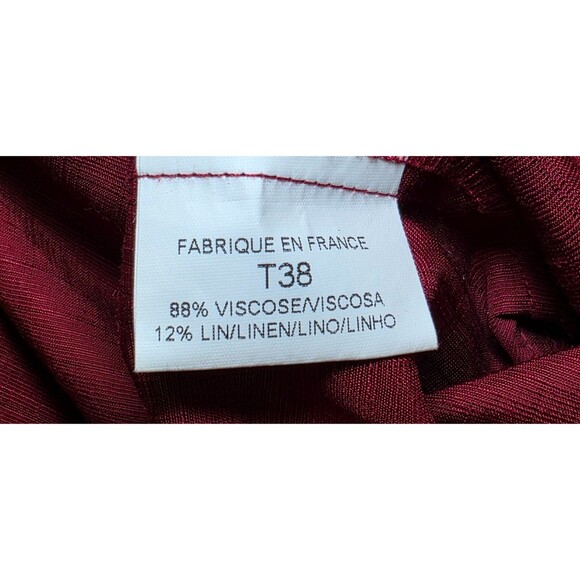 FABRIQUE EN FRANCE
T38
88% VISCOSE/VISCOSA
12% LIN/LINEN/LINO/LINHO